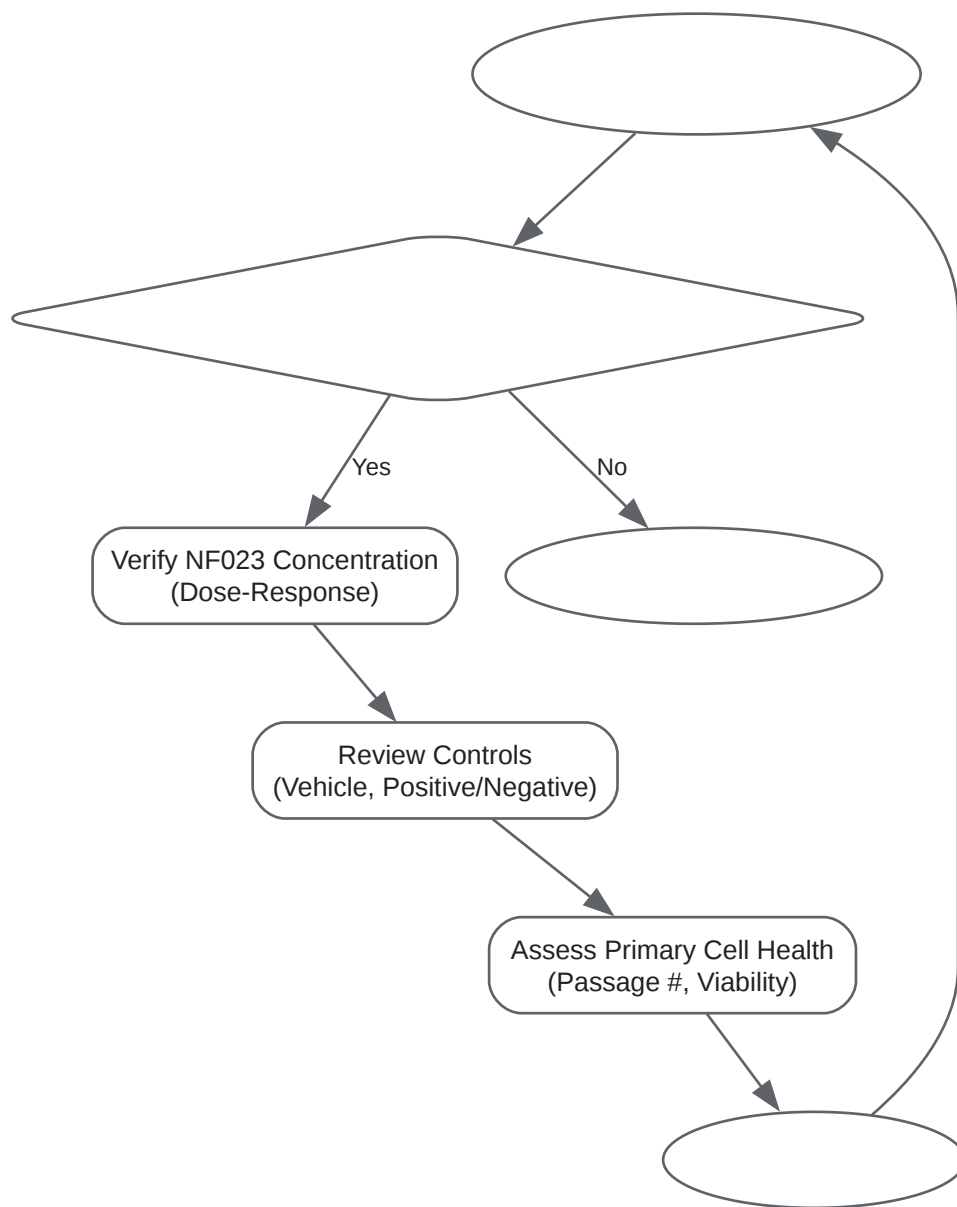 Yes
No
Verify NF023 Concentration
(Dose-Response)
Review Controls
(Vehicle, Positive/Negative)
Assess Primary Cell Health
(Passage #, Viability)